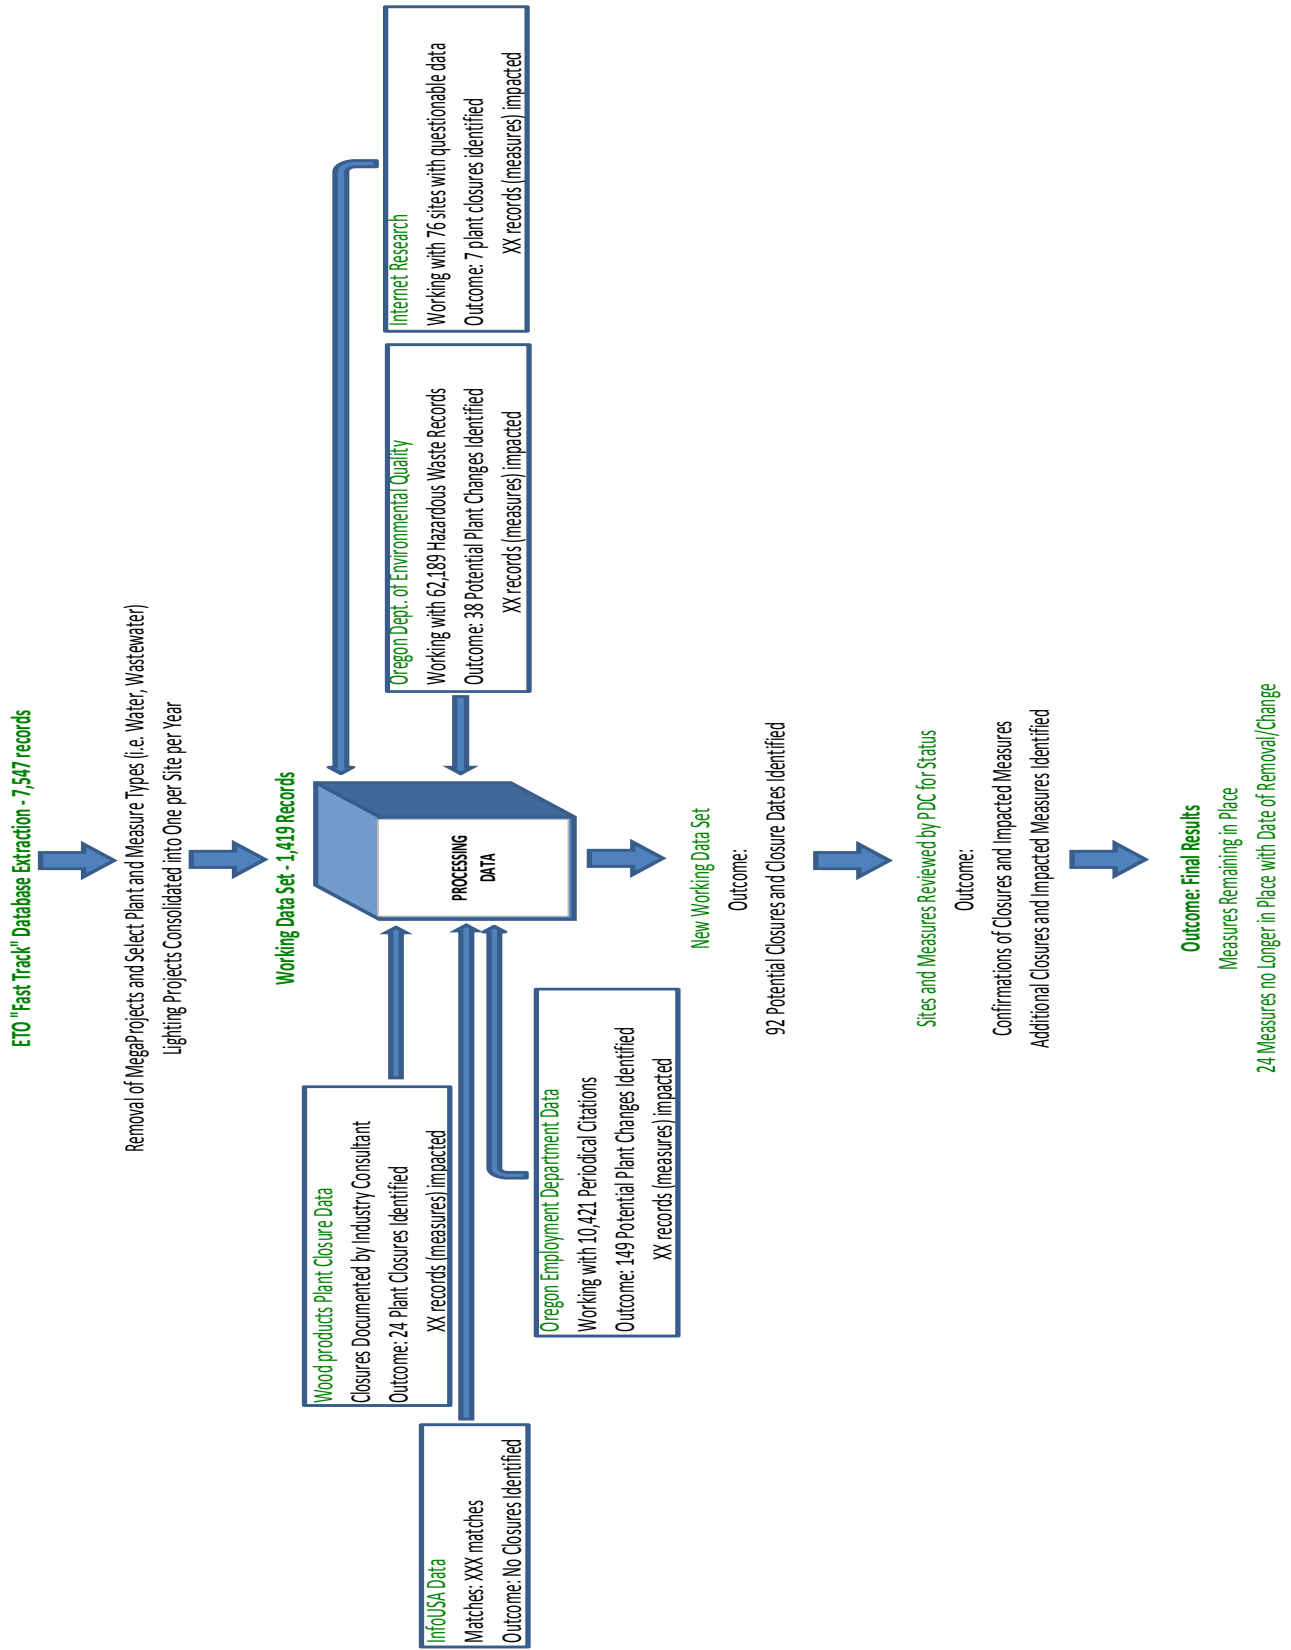 ETO "Fast Track" Database Extraction - 7,547 records
Removal of MegaProjects and Select Plant and Measure Types (i.e. Water, Wastewater)
Lighting Projects Consolidated into One per Site per Year
Working Data Set - 1,419 Records
PROCESSING
DATA
InfoUSA Data
Matches: XXX matches
Outcome: No Closures Identified
Wood products Plant Closure Data
Closures Documented by Industry Consultant
Outcome: 24 Plant Closures Identified
XX records (measures) impacted
Oregon Employment Department Data
Working with 10,421 Periodical Citations
Outcome: 149 Potential Plant Changes Identified
XX records (measures) impacted
Oregon Dept. of Environmental Quality
Working with 62,189 Hazardous Waste Records
Outcome: 38 Potential Plant Changes Identified
XX records (measures) impacted
Internet Research
Working with 76 sites with questionable data
Outcome: 7 plant closures identified
XX records (measures) impacted
New Working Data Set
Outcome:
92 Potential Closures and Closure Dates Identified
Sites and Measures Reviewed by PDC for Status
Outcome:
Confirmations of Closures and Impacted Measures
Additional Closures and Impacted Measures Identified
Outcome: Final Results
Measures Remaining in Place
24 Measures no Longer in Place with Date of Removal/Change